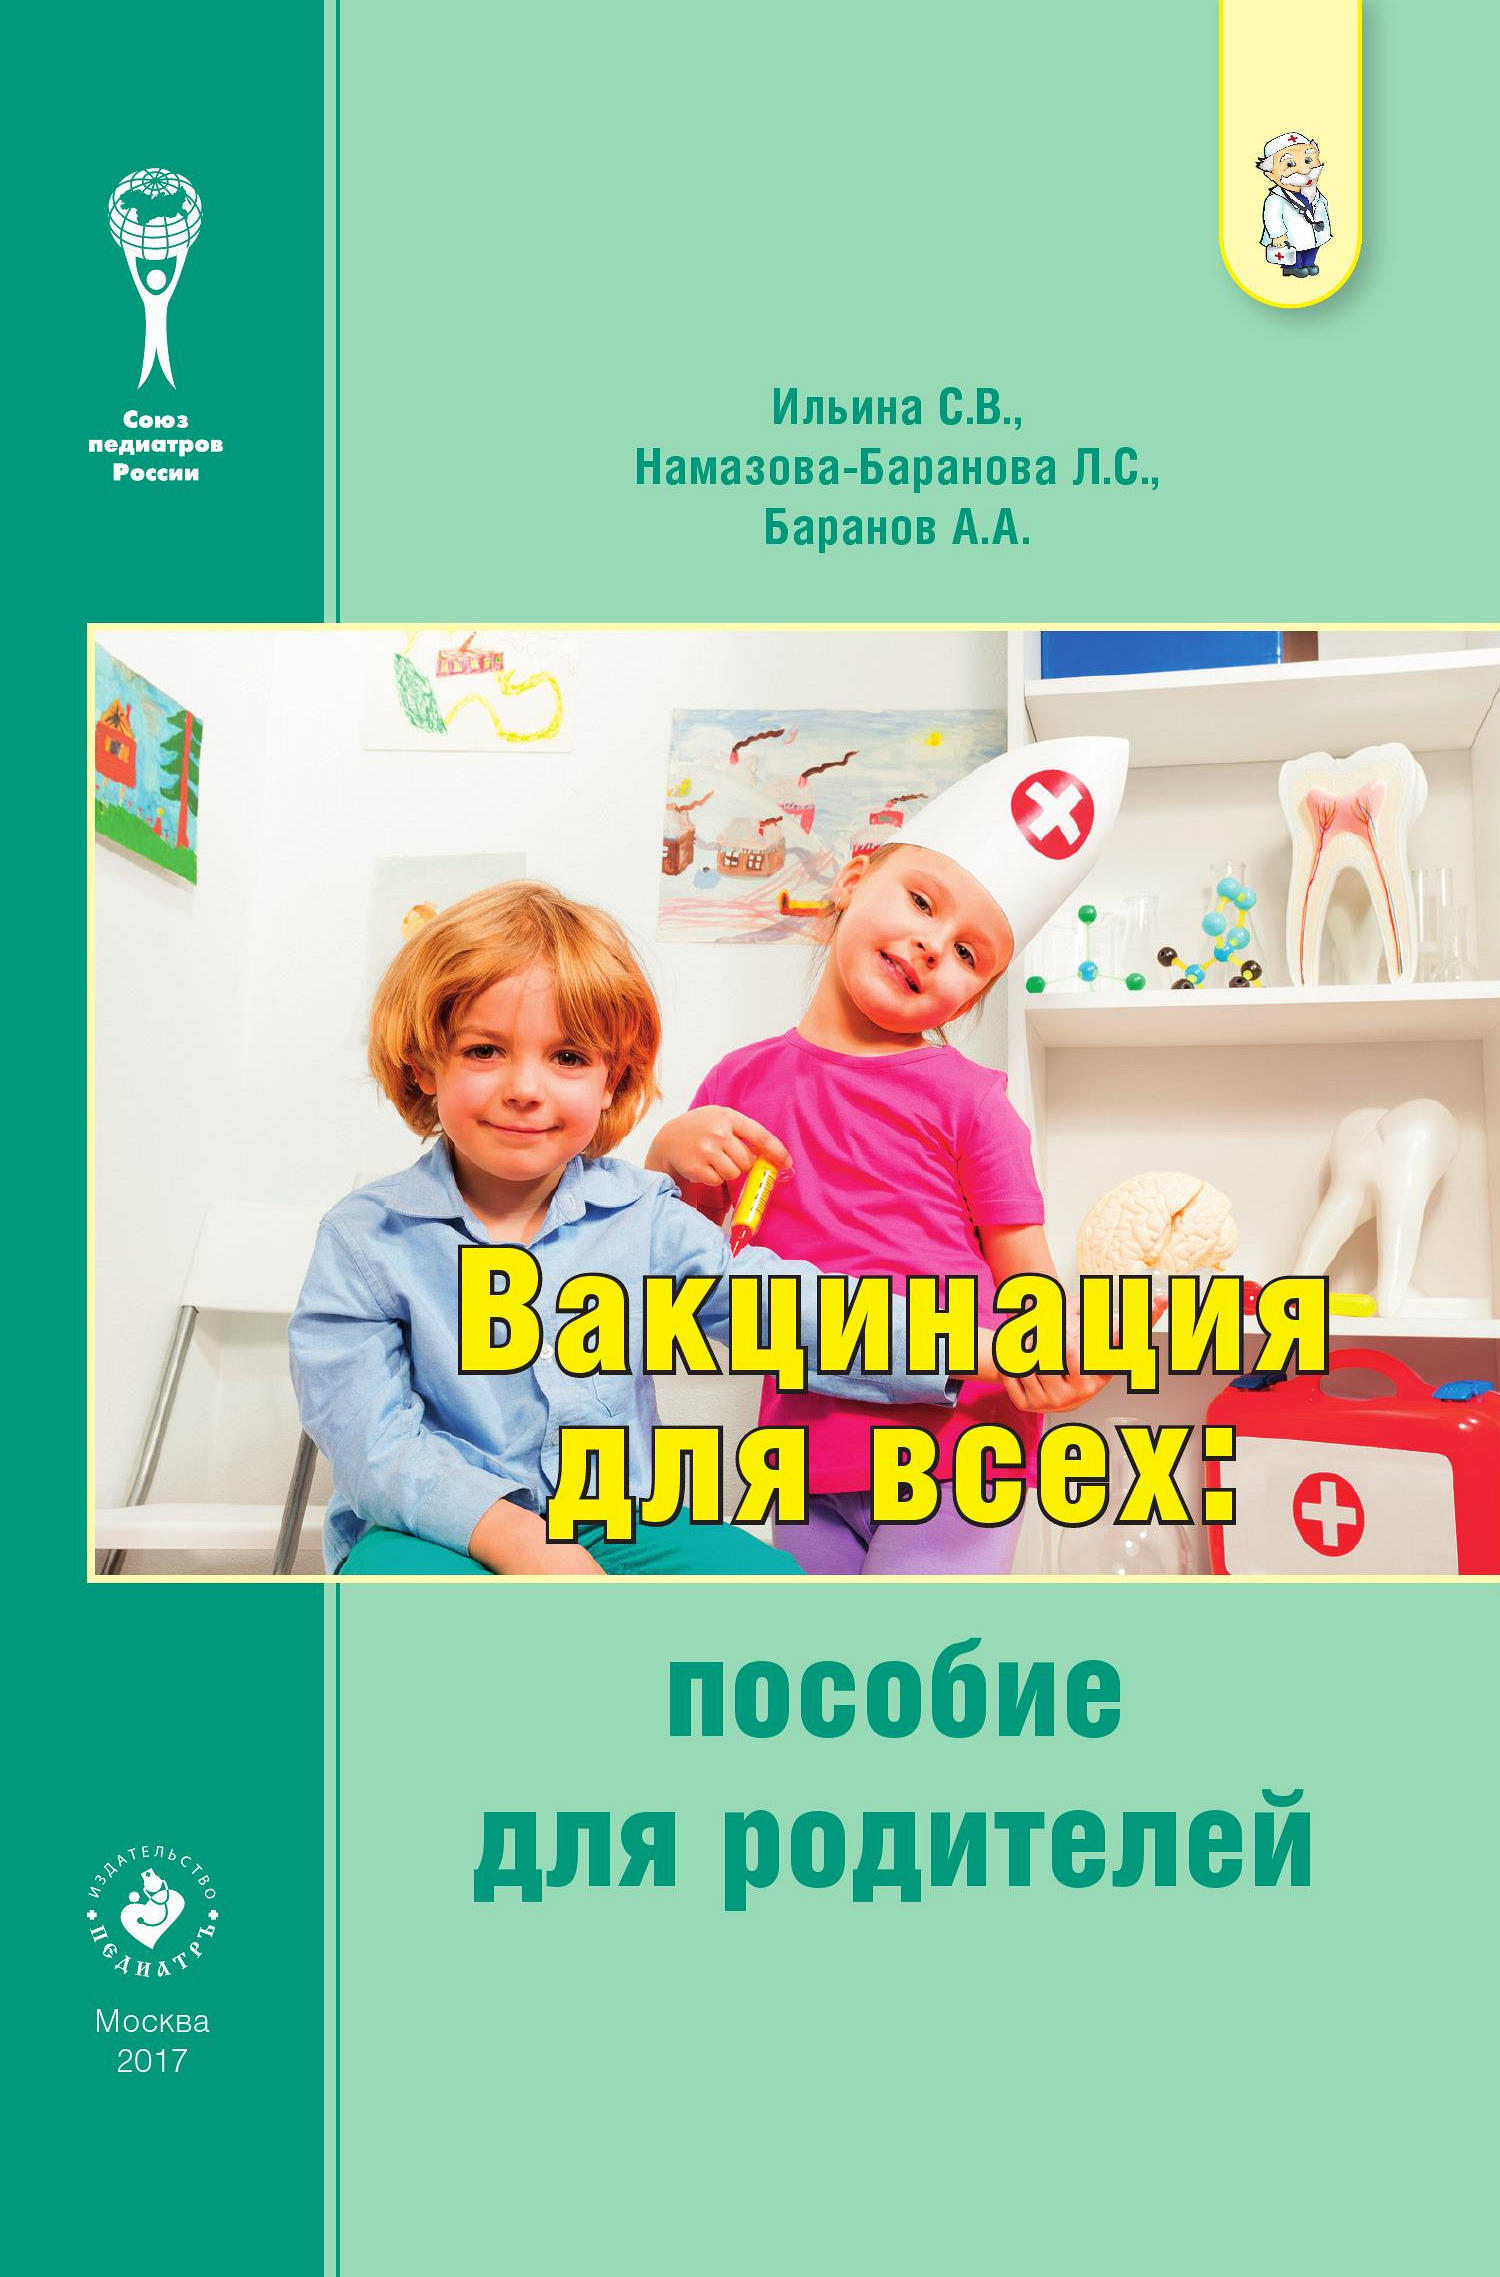 Союз
педиатров
России
Ильина С.В.,
Намазова-Баранова Л.С.,
Баранов А.А.
Вакцинация
для всех:
пособие
для родителей
ИЗДАТЕЛЬСТВО
ПЕДИАТРЪ
Москва
2017